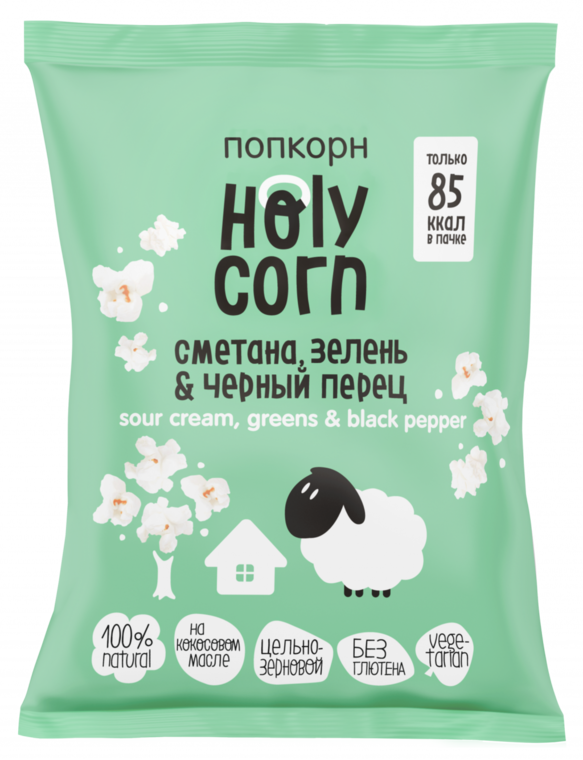 попкорн
Holy
corn
только
85
ккал
в пачке
сметана, зелень
& черный перец
sour cream, greens & black pepper
100%
natural
на
кокосовом
масле
цельно-
зерновой
без
глютена
vege-
tarian